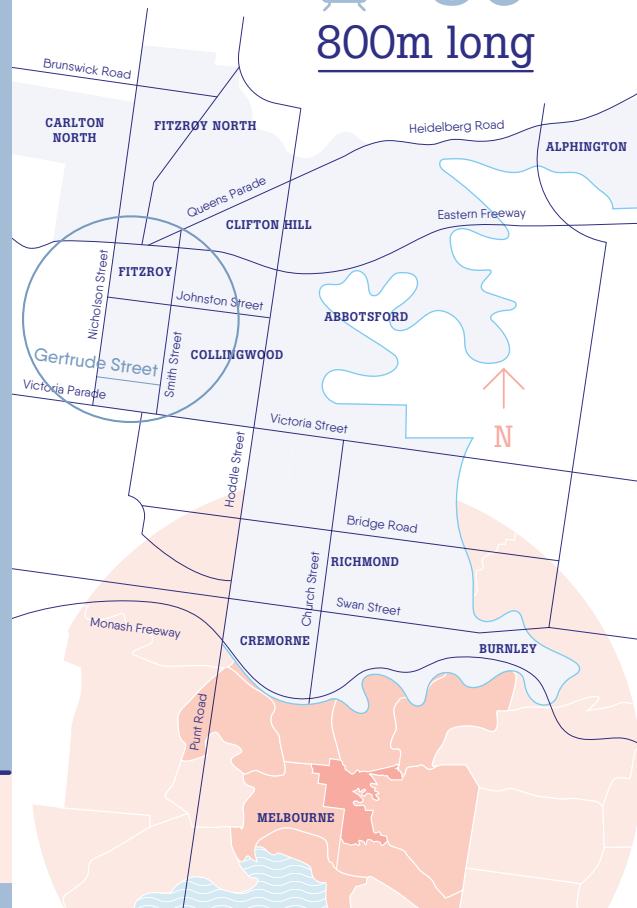 800m long
Brunswick Road
CARLTON
NORTH
FITZROY NORTH
Heidelberg Road
ALPHINGTON
Queens Parade
Eastern Freeway
CLIFTON HILL
FITZROY
Nicholson Street
Johnston Street
ABBOTSFORD
Smith Street
COLLINGWOOD
Gertrude Street
Victoria Parade
N
Victoria Street
Hoddle Street
Bridge Road
RICHMOND
Church Street
Swan Street
Monash Freeway
CREMORNE
BURNLEY
Punt Road
MELBOURNE